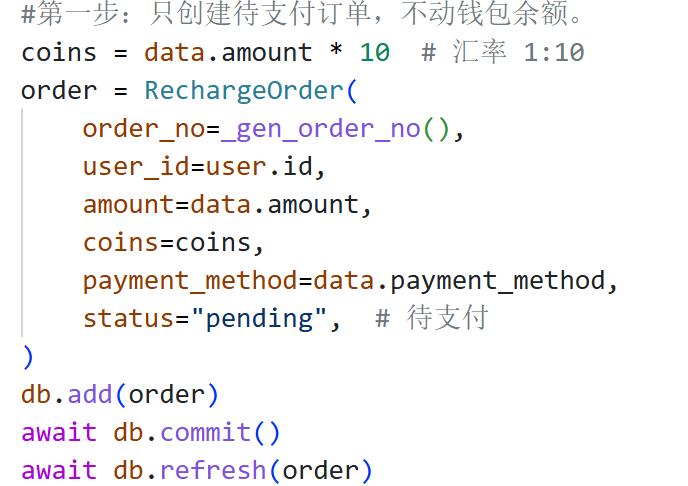 #第一步：只创建待支付订单，不动钱包余额。
coins = data.amount * 10  # 汇率 1:10
order = RechargeOrder(
    order_no=_gen_order_no(),
    user_id=user.id,
    amount=data.amount,
    coins=coins,
    payment_method=data.payment_method,
    status="pending",  # 待支付
)
db.add(order)
await db.commit()
await db.refresh(order)